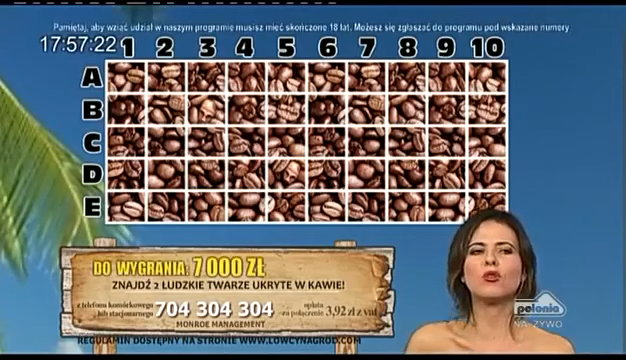 Pamiętaj, aby wziąć udział w naszym programie musisz mieć skończone 18 lat. Możesz się zgłaszać do programu pod wskazane numery
17:57:22
1 2 3 4 5 6 7 8 9 10
A
B
C
D
E
DO WYGRANIA: 7 000 ZŁ
ZNAJDŹ 2 ŁUDZKIE TWARZE UKRYTE W KAWIE!
z telefonu komórkowego
lub stacjonarnego
704 304 304
opłata
za połączenie
3,92 zł z vat
MONROE MANAGEMENT
REGULAMIN DOSTĘPNY NA STRONIE WWW.LOWCYNAGROD.COM
polonia
NA ŻYWO